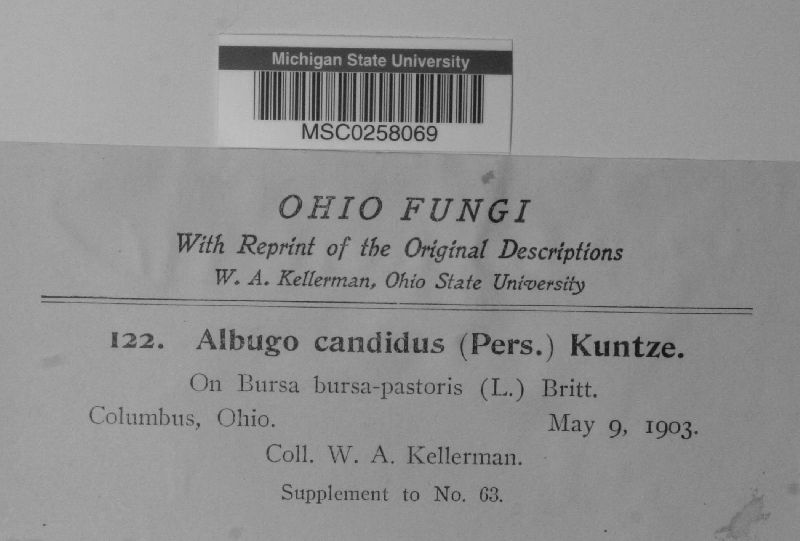 Michigan State University
MSC0258069
OHIO FUNGI
With Reprint of the Original Descriptions
W. A. Kellerman, Ohio State University
122. Albugo candidus (Pers.) Kuntze.
On Bursa bursa-pastoris (L.) Britt.
Columbus, Ohio. May 9, 1903.
Coll. W. A. Kellerman.
Supplement to No. 63.